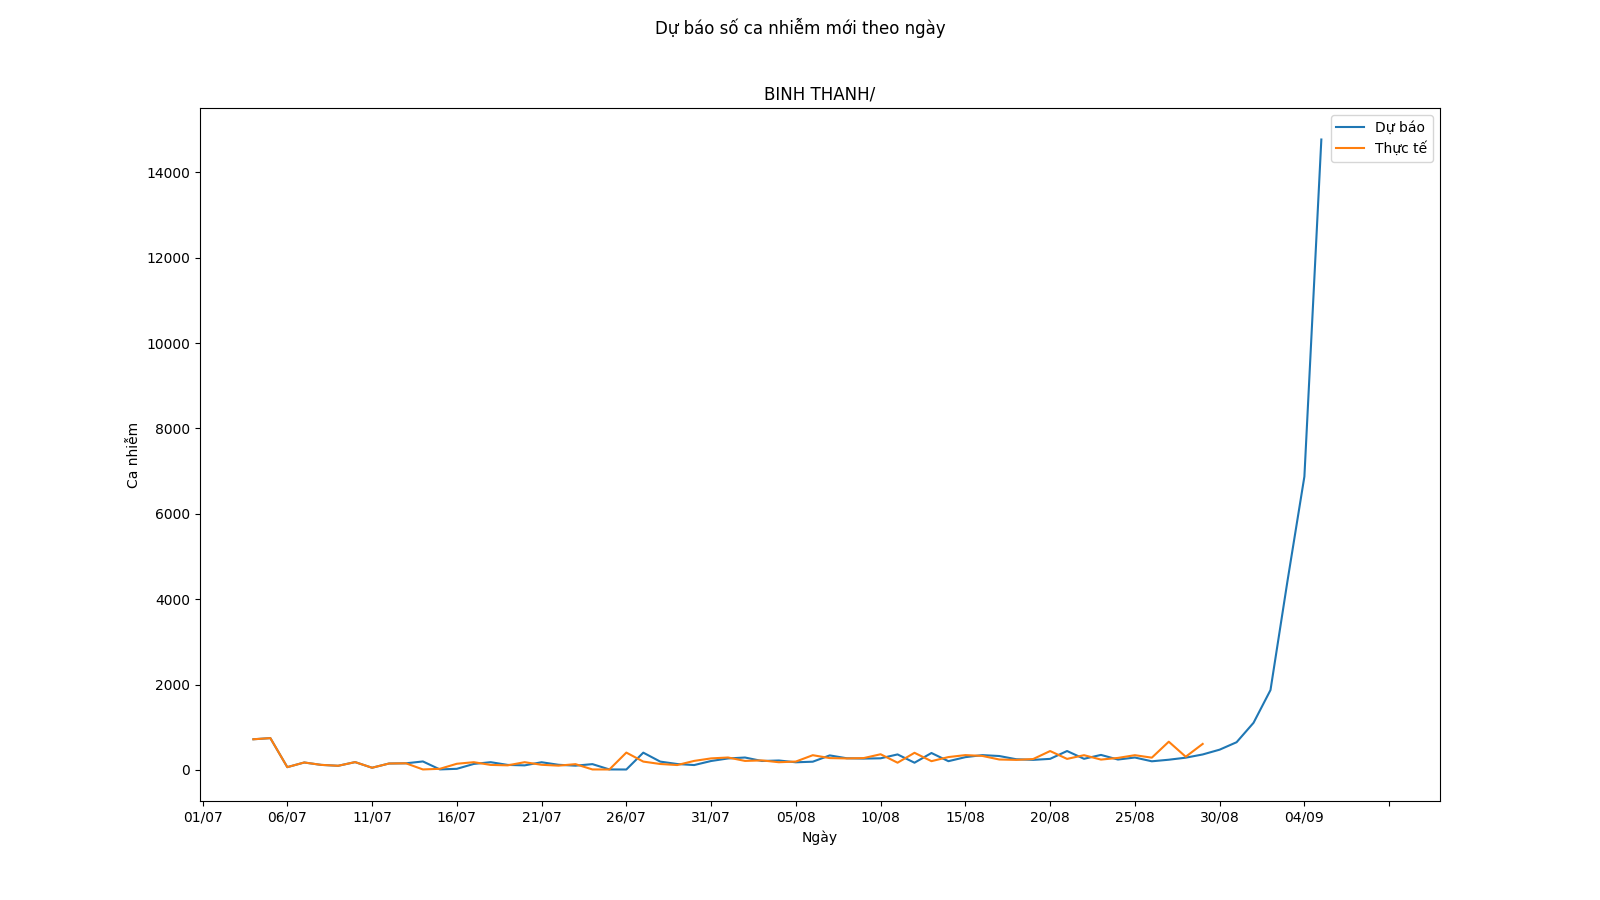 Dự báo số ca nhiễm mới theo ngày
BINH THANH/
Dự báo
Thực tế
14000
12000
10000
8000
6000
4000
2000
0
Ca nhiễm
01/07 06/07 11/07 16/07 21/07 26/07 31/07 05/08 10/08 15/08 20/08 25/08 30/08 04/09
Ngày